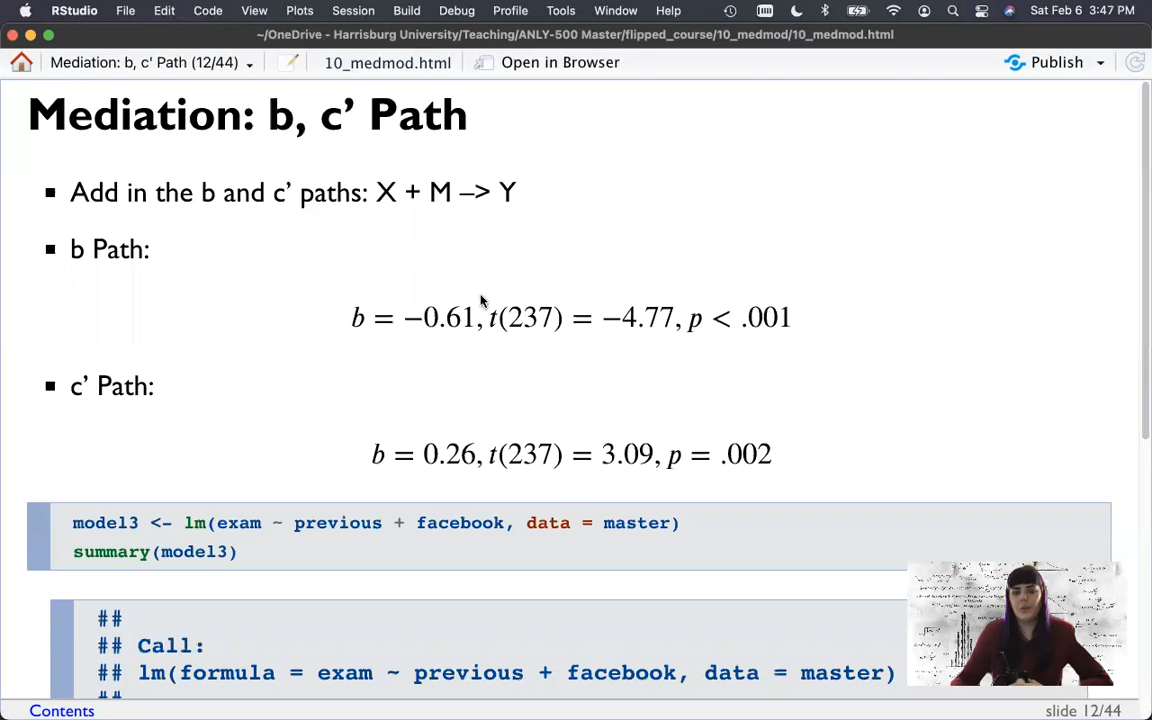 RStudio File Edit Code View Plots Session Build Debug Profile Tools Window Help Sat Feb 6 3:47 PM
~/OneDrive - Harrisburg University/Teaching/ANLY-500 Master/flipped_course/10_medmod/10_medmod.html
Mediation: b, c' Path (12/44) 10_medmod.html Open in Browser Publish
Mediation: b, c’ Path
Add in the b and c’ paths: X + M –> Y
b Path:
b = −0.61, t(237) = −4.77, p < .001
c’ Path:
b = 0.26, t(237) = 3.09, p = .002
model3 <- lm(exam ~ previous + facebook, data = master)
summary(model3)
##
## Call:
## lm(formula = exam ~ previous + facebook, data = master)
##
Contents slide 12/44